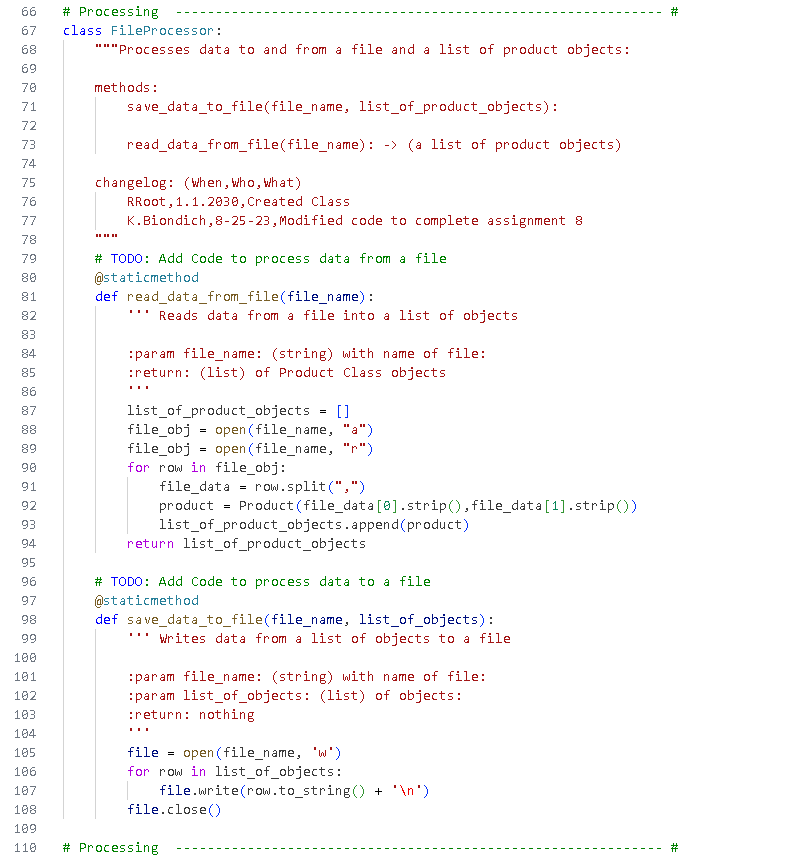 66 # Processing  ------------------------------------------------------------- #
67 class FileProcessor:
68     """Processes data to and from a file and a list of product objects:
69
70     methods:
71         save_data_to_file(file_name, list_of_product_objects):
72
73         read_data_from_file(file_name): -> (a list of product objects)
74
75     changelog: (When,Who,What)
76         RRoot,1.1.2030,Created Class
77         K.Biondich,8-25-23,Modified code to complete assignment 8
78     """
79     # TODO: Add Code to process data from a file
80     @staticmethod
81     def read_data_from_file(file_name):
82         ''' Reads data from a file into a list of objects
83
84         :param file_name: (string) with name of file:
85         :return: (list) of Product Class objects
86         '''
87         list_of_product_objects = []
88         file_obj = open(file_name, "a")
89         file_obj = open(file_name, "r")
90         for row in file_obj:
91             file_data = row.split(",")
92             product = Product(file_data[0].strip(),file_data[1].strip())
93             list_of_product_objects.append(product)
94         return list_of_product_objects
95
96     # TODO: Add Code to process data to a file
97     @staticmethod
98     def save_data_to_file(file_name, list_of_objects):
99         ''' Writes data from a list of objects to a file
100
101         :param file_name: (string) with name of file:
102         :param list_of_objects: (list) of objects:
103         :return: nothing
104         '''
105         file = open(file_name, 'w')
106         for row in list_of_objects:
107             file.write(row.to_string() + '\n')
108         file.close()
109
110 # Processing  ------------------------------------------------------------- #